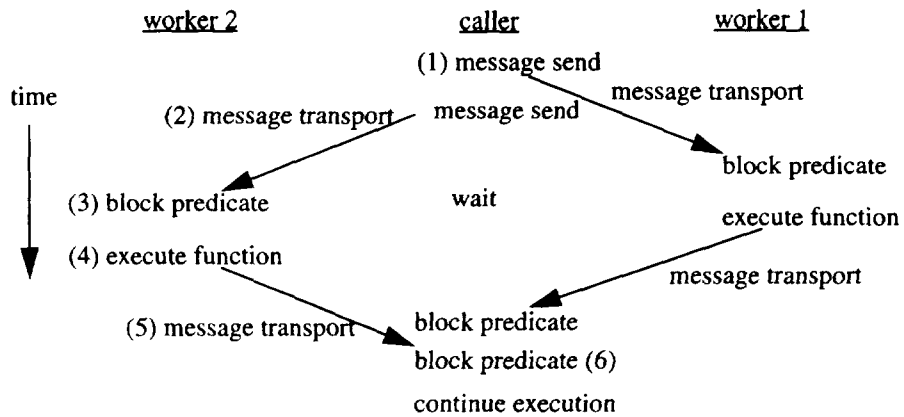 worker 2 caller worker 1
(1) message send
time message transport
(2) message transport message send
block predicate
(3) block predicate wait
execute function
(4) execute function
message transport
(5) message transport block predicate
block predicate (6)
continue execution